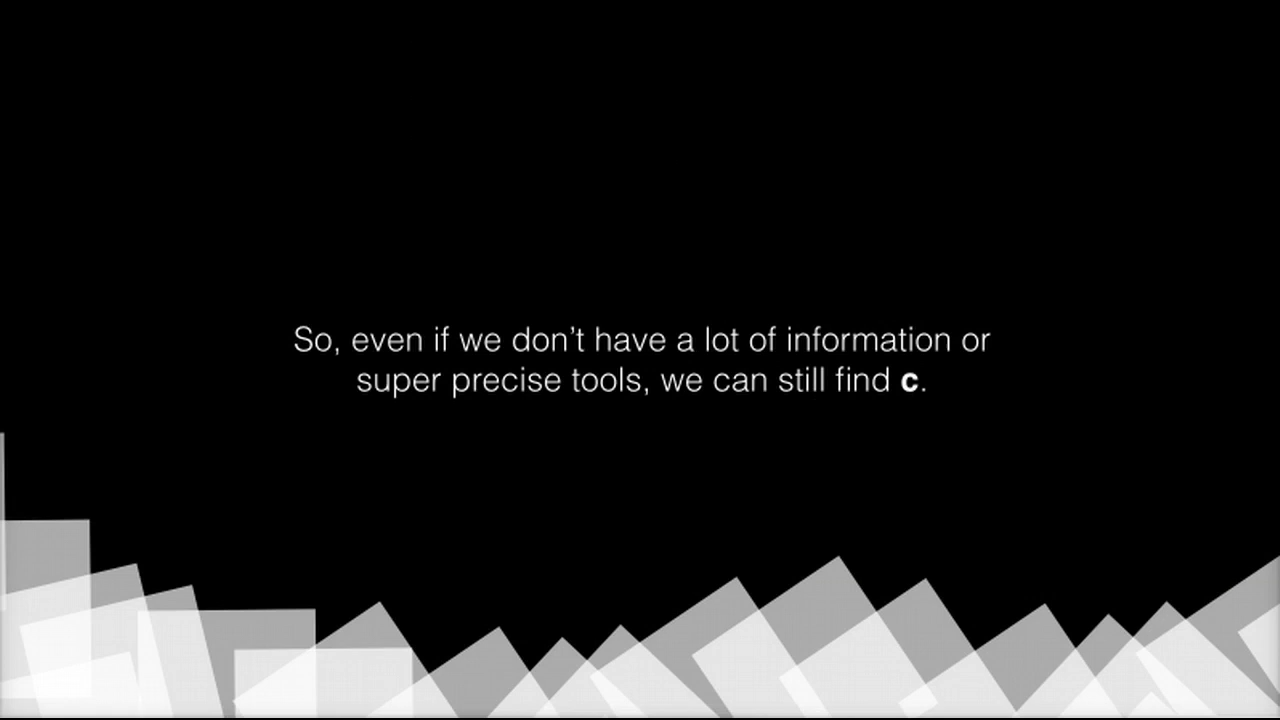 So, even if we don’t have a lot of information or
super precise tools, we can still find c.